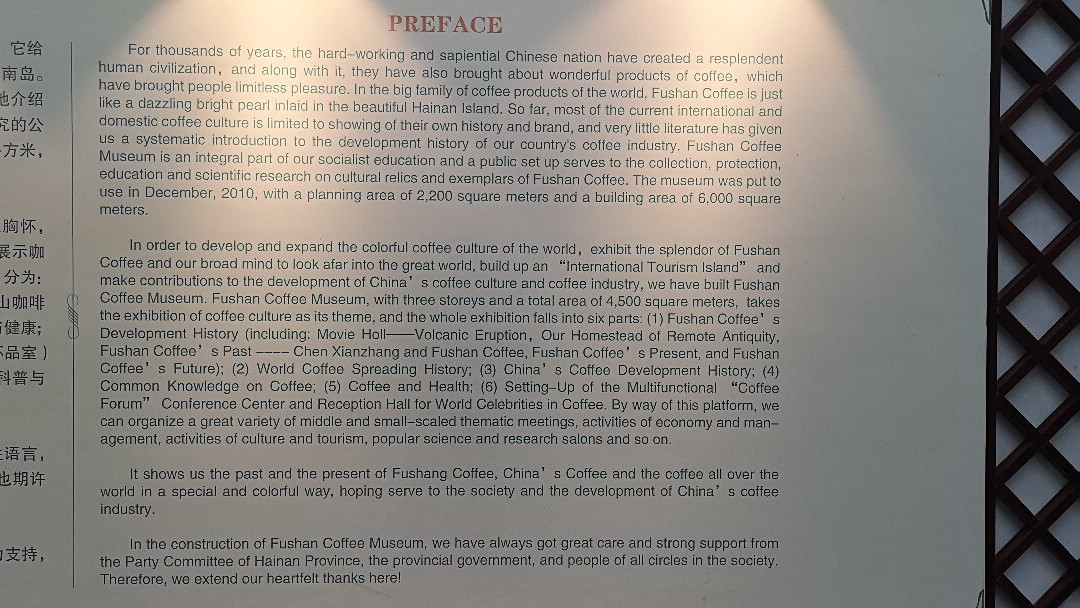 它给
南岛。
也介绍
究的公
方米，
胸怀，
展示咖
分为：
山咖啡
健康；
品室）
科普与
语言，
也期许
支持，
PREFACE
For thousands of years, the hard-working and sapiential Chinese nation have created a resplendent
human civilization, and along with it, they have also brought about wonderful products of coffee, which
have brought people limitless pleasure. In the big family of coffee products of the world, Fushan Coffee is just
like a dazzling bright pearl inlaid in the beautiful Hainan Island. So far, most of the current international and
domestic coffee culture is limited to showing of their own history and brand, and very little literature has given
us a systematic introduction to the development history of our country's coffee industry. Fushan Coffee
Museum is an integral part of our socialist education and a public set up serves to the collection, protection,
education and scientific research on cultural relics and exemplars of Fushan Coffee. The museum was put to
use in December, 2010, with a planning area of 2,200 square meters and a building area of 6,000 square
meters.
In order to develop and expand the colorful coffee culture of the world, exhibit the splendor of Fushan
Coffee and our broad mind to look afar into the great world, build up an “International Tourism Island” and
make contributions to the development of China’s coffee culture and coffee industry, we have built Fushan
Coffee Museum. Fushan Coffee Museum, with three storeys and a total area of 4,500 square meters, takes
the exhibition of coffee culture as its theme, and the whole exhibition falls into six parts: (1) Fushan Coffee’s
Development History (including: Movie Holl——Volcanic Eruption, Our Homestead of Remote Antiquity,
Fushan Coffee’s Past ---- Chen Xianzhang and Fushan Coffee, Fushan Coffee’s Present, and Fushan
Coffee’s Future); (2) World Coffee Spreading History; (3) China’s Coffee Development History; (4)
Common Knowledge on Coffee; (5) Coffee and Health; (6) Setting-Up of the Multifunctional “Coffee
Forum” Conference Center and Reception Hall for World Celebrities in Coffee. By way of this platform, we
can organize a great variety of middle and small-scaled thematic meetings, activities of economy and man-
agement, activities of culture and tourism, popular science and research salons and so on.
It shows us the past and the present of Fushang Coffee, China’s Coffee and the coffee all over the
world in a special and colorful way, hoping serve to the society and the development of China’s coffee
industry.
In the construction of Fushan Coffee Museum, we have always got great care and strong support from
the Party Committee of Hainan Province, the provincial government, and people of all circles in the society.
Therefore, we extend our heartfelt thanks here!